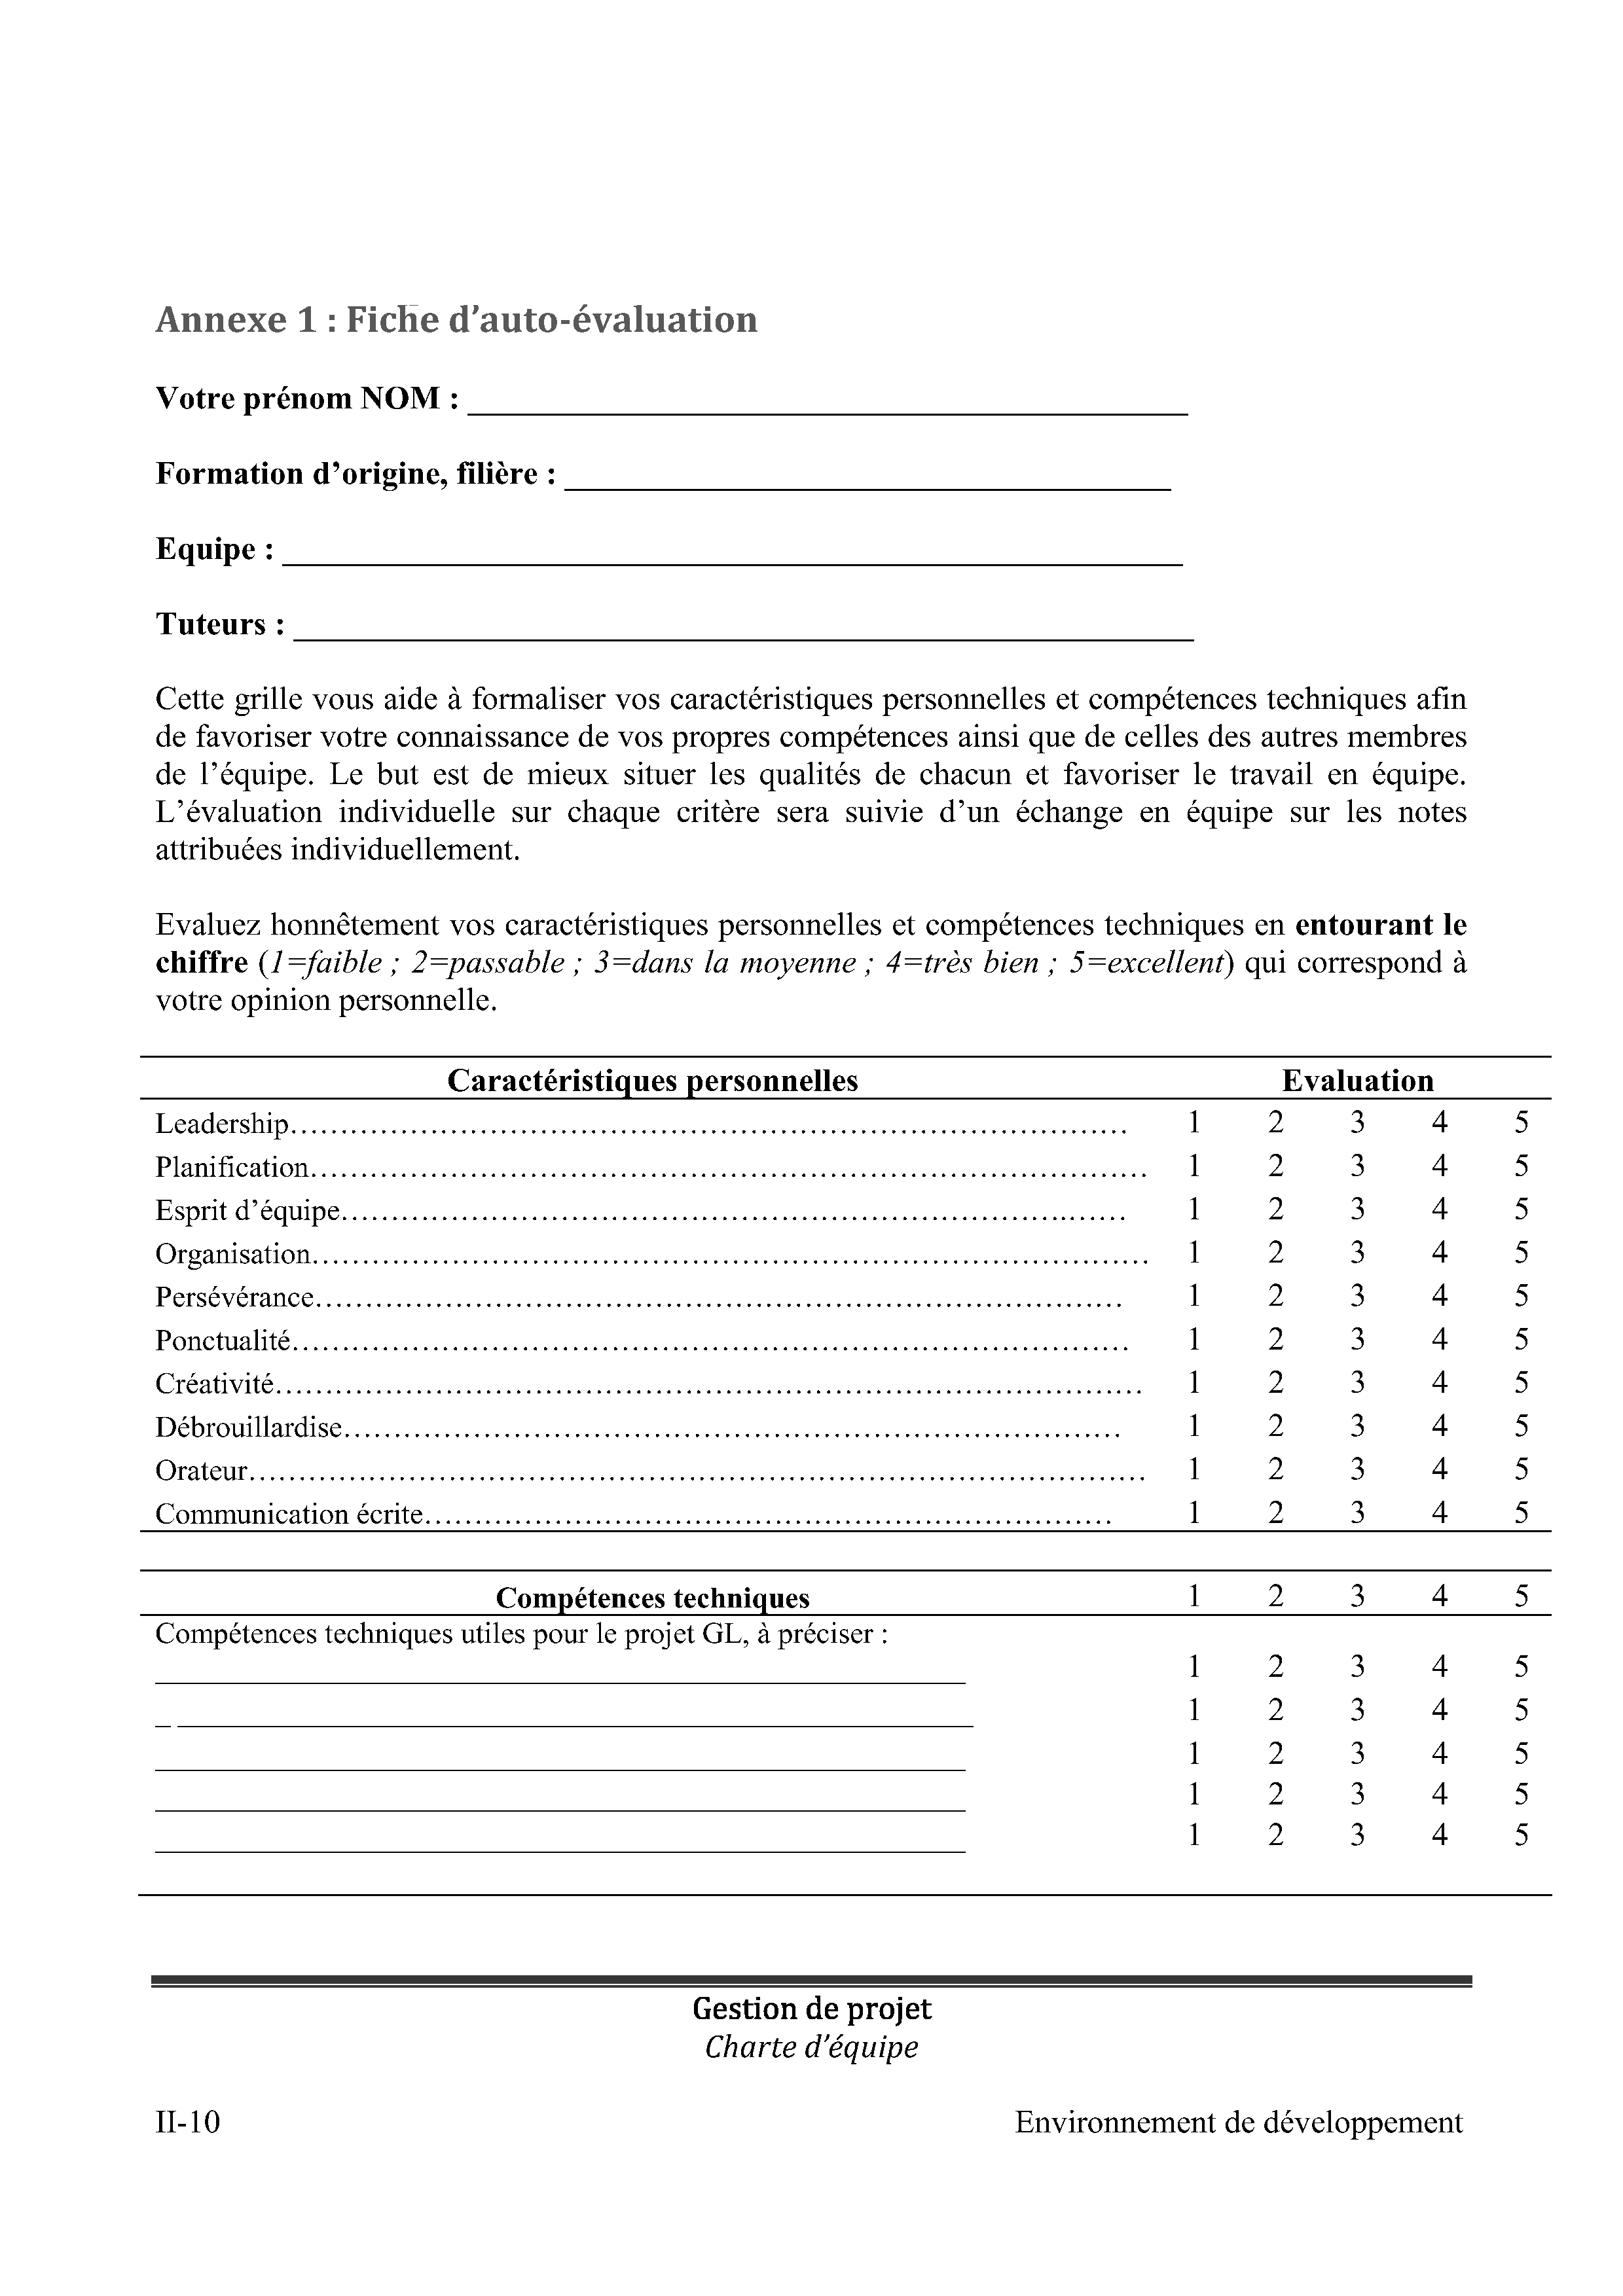 Annexe 1 : Fiche d’auto-évaluation
Votre prénom NOM : ____________________________________________
Formation d’origine, filière : _____________________________________
Equipe : _______________________________________________________
Tuteurs : _______________________________________________________
Cette grille vous aide à formaliser vos caractéristiques personnelles et compétences techniques afin
de favoriser votre connaissance de vos propres compétences ainsi que de celles des autres membres
de l’équipe. Le but est de mieux situer les qualités de chacun et favoriser le travail en équipe.
L’évaluation individuelle sur chaque critère sera suivie d’un échange en équipe sur les notes
attribuées individuellement.
Evaluez honnêtement vos caractéristiques personnelles et compétences techniques en entourant le
chiffre (1=faible ; 2=passable ; 3=dans la moyenne ; 4=très bien ; 5=excellent) qui correspond à
votre opinion personnelle.
Caractéristiques personnelles Evaluation
Leadership………………………………………………………………………… 1 2 3 4 5
Planification………………………………………………………………………… 1 2 3 4 5
Esprit d’équipe……………………………………………………………………… 1 2 3 4 5
Organisation………………………………………………………………………… 1 2 3 4 5
Persévérance……………………………………………………………………… 1 2 3 4 5
Ponctualité………………………………………………………………………… 1 2 3 4 5
Créativité…………………………………………………………………………… 1 2 3 4 5
Débrouillardise…………………………………………………………………… 1 2 3 4 5
Orateur……………………………………………………………………………… 1 2 3 4 5
Communication écrite…………………………………………………………… 1 2 3 4 5
Compétences techniques 1 2 3 4 5
Compétences techniques utiles pour le projet GL, à préciser :
__________________________________________________ 1 2 3 4 5
_ _________________________________________________ 1 2 3 4 5
__________________________________________________ 1 2 3 4 5
__________________________________________________ 1 2 3 4 5
__________________________________________________ 1 2 3 4 5
Gestion de projet
Charte d’équipe
II-10 Environnement de développement